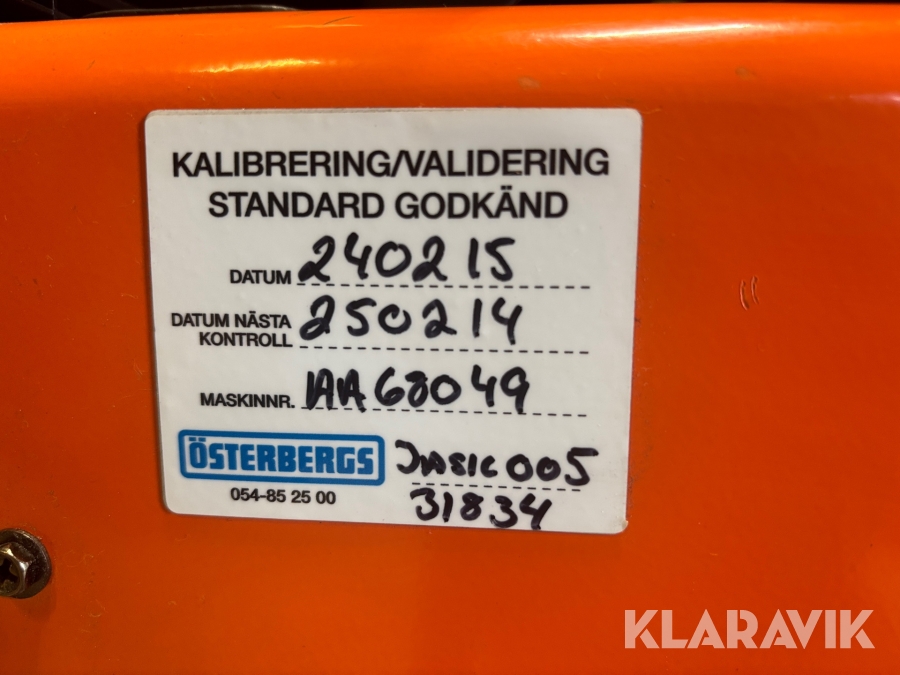 KALIBRERING/VALIDERING
STANDARD GODKÄND
DATUM 240215
DATUM NÄSTA KONTROLL 250214
MASKINNR. IAA68049
ÖSTERBERGS
JASIC005
054-85 25 00
31834
KLARAVIK